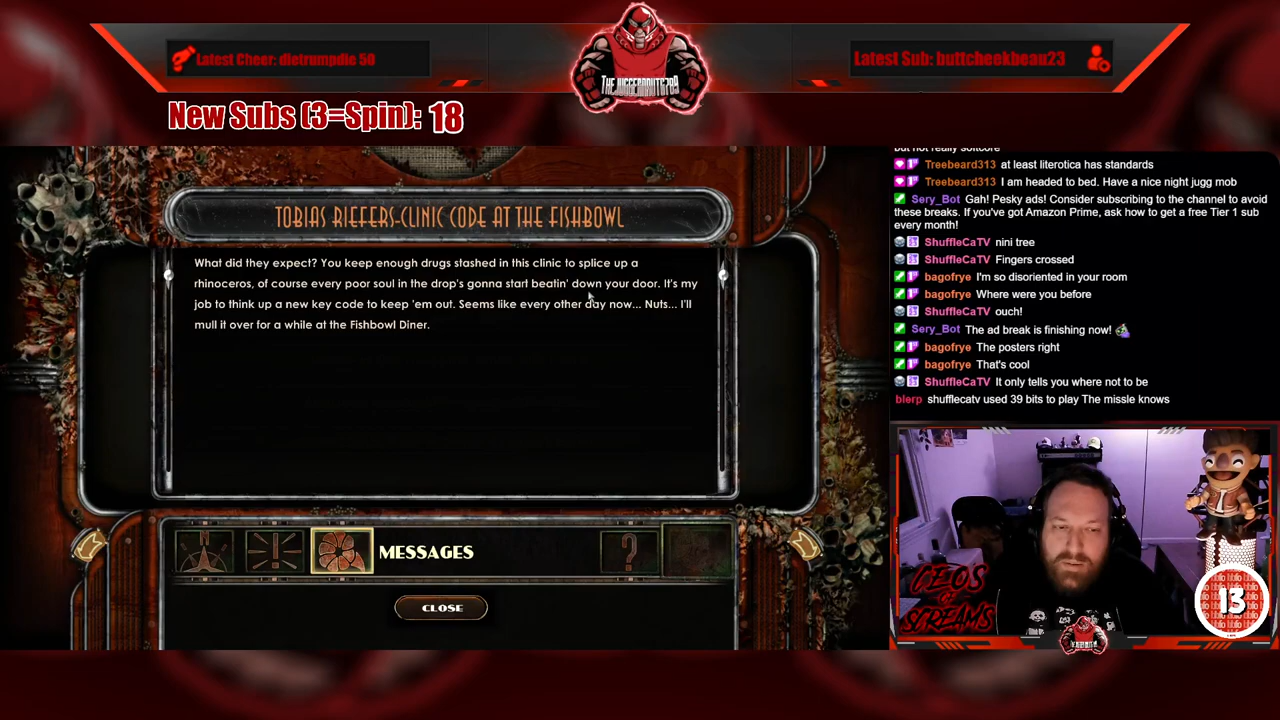 Latest Cheer: dietrumpdie 50
THEJUGGERNAUT6789
Latest Sub: buttcheekbeau23
New Subs (3=Spin): 18
TOBIAS RIEFERS-CLINIC CODE AT THE FISHBOWL
What did they expect? You keep enough drugs stashed in this clinic to splice up a
rhinoceros, of course every poor soul in the drop's gonna start beatin' down your door. It's my
job to think up a new key code to keep 'em out. Seems like every other day now... Nuts... I'll
mull it over for a while at the Fishbowl Diner.
N
?
MESSAGES
CLOSE
but not really softcore
Treebeard313 at least literotica has standards
Treebeard313 I am headed to bed. Have a nice night jugg mob
Sery_Bot Gah! Pesky ads! Consider subscribing to the channel to avoid
these breaks. If you've got Amazon Prime, ask how to get a free Tier 1 sub
every month!
ShuffleCaTV nini tree
ShuffleCaTV Fingers crossed
bagofrye I'm so disoriented in your room
bagofrye Where were you before
ShuffleCaTV ouch!
Sery_Bot The ad break is finishing now!
bagofrye The posters right
bagofrye That's cool
ShuffleCaTV It only tells you where not to be
blerp shufflecatv used 39 bits to play The missle knows
CEOS
OF
SCREAMS
13